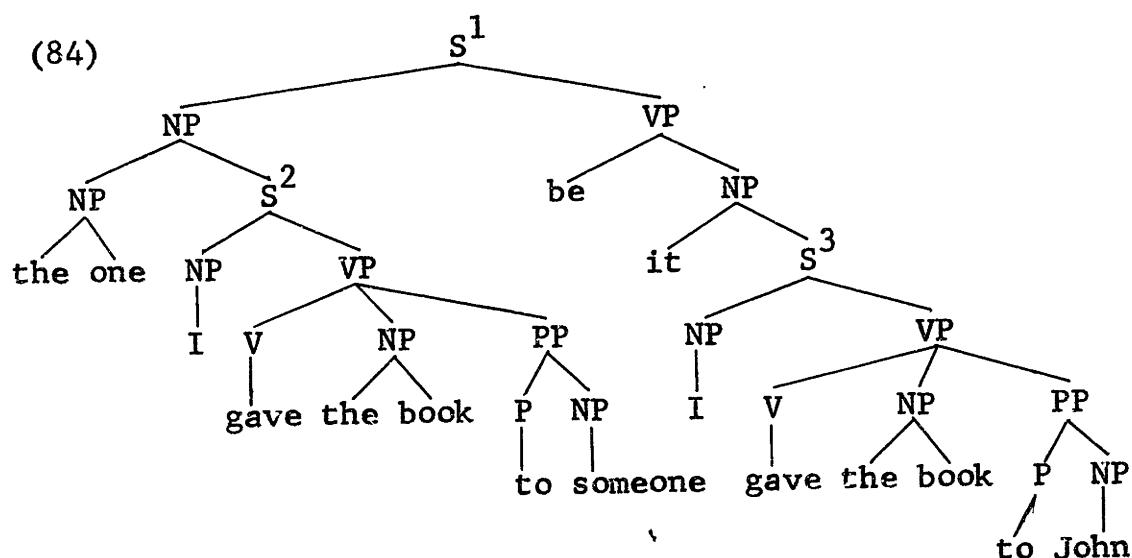 (84) S1
NP VP
NP S2 be NP
the one NP VP it S3
I V NP PP NP VP
gave the book P NP I V NP PP
to someone gave the book P NP
to John